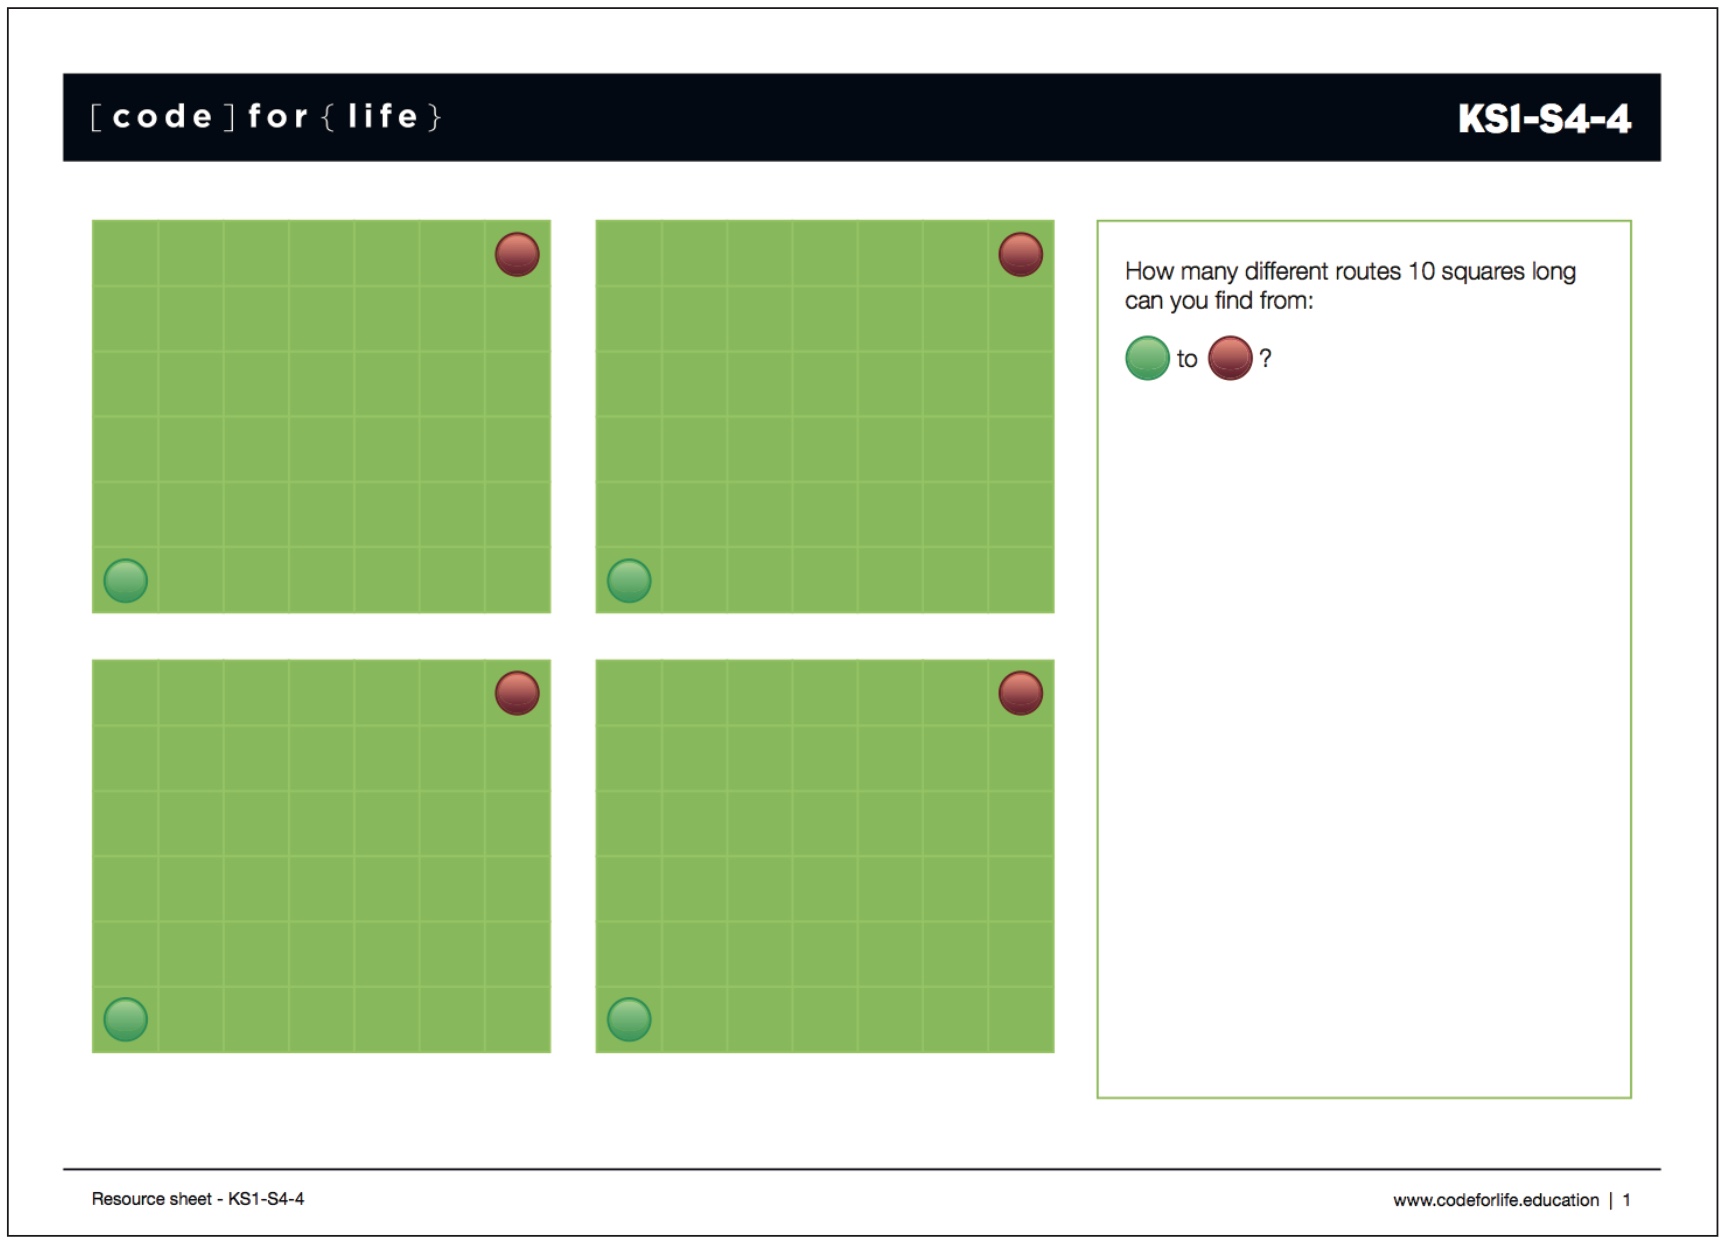 [ code ] for { life }
KS1-S4-4
How many different routes 10 squares long
can you find from:
to ?
Resource sheet - KS1-S4-4
www.codeforlife.education | 1